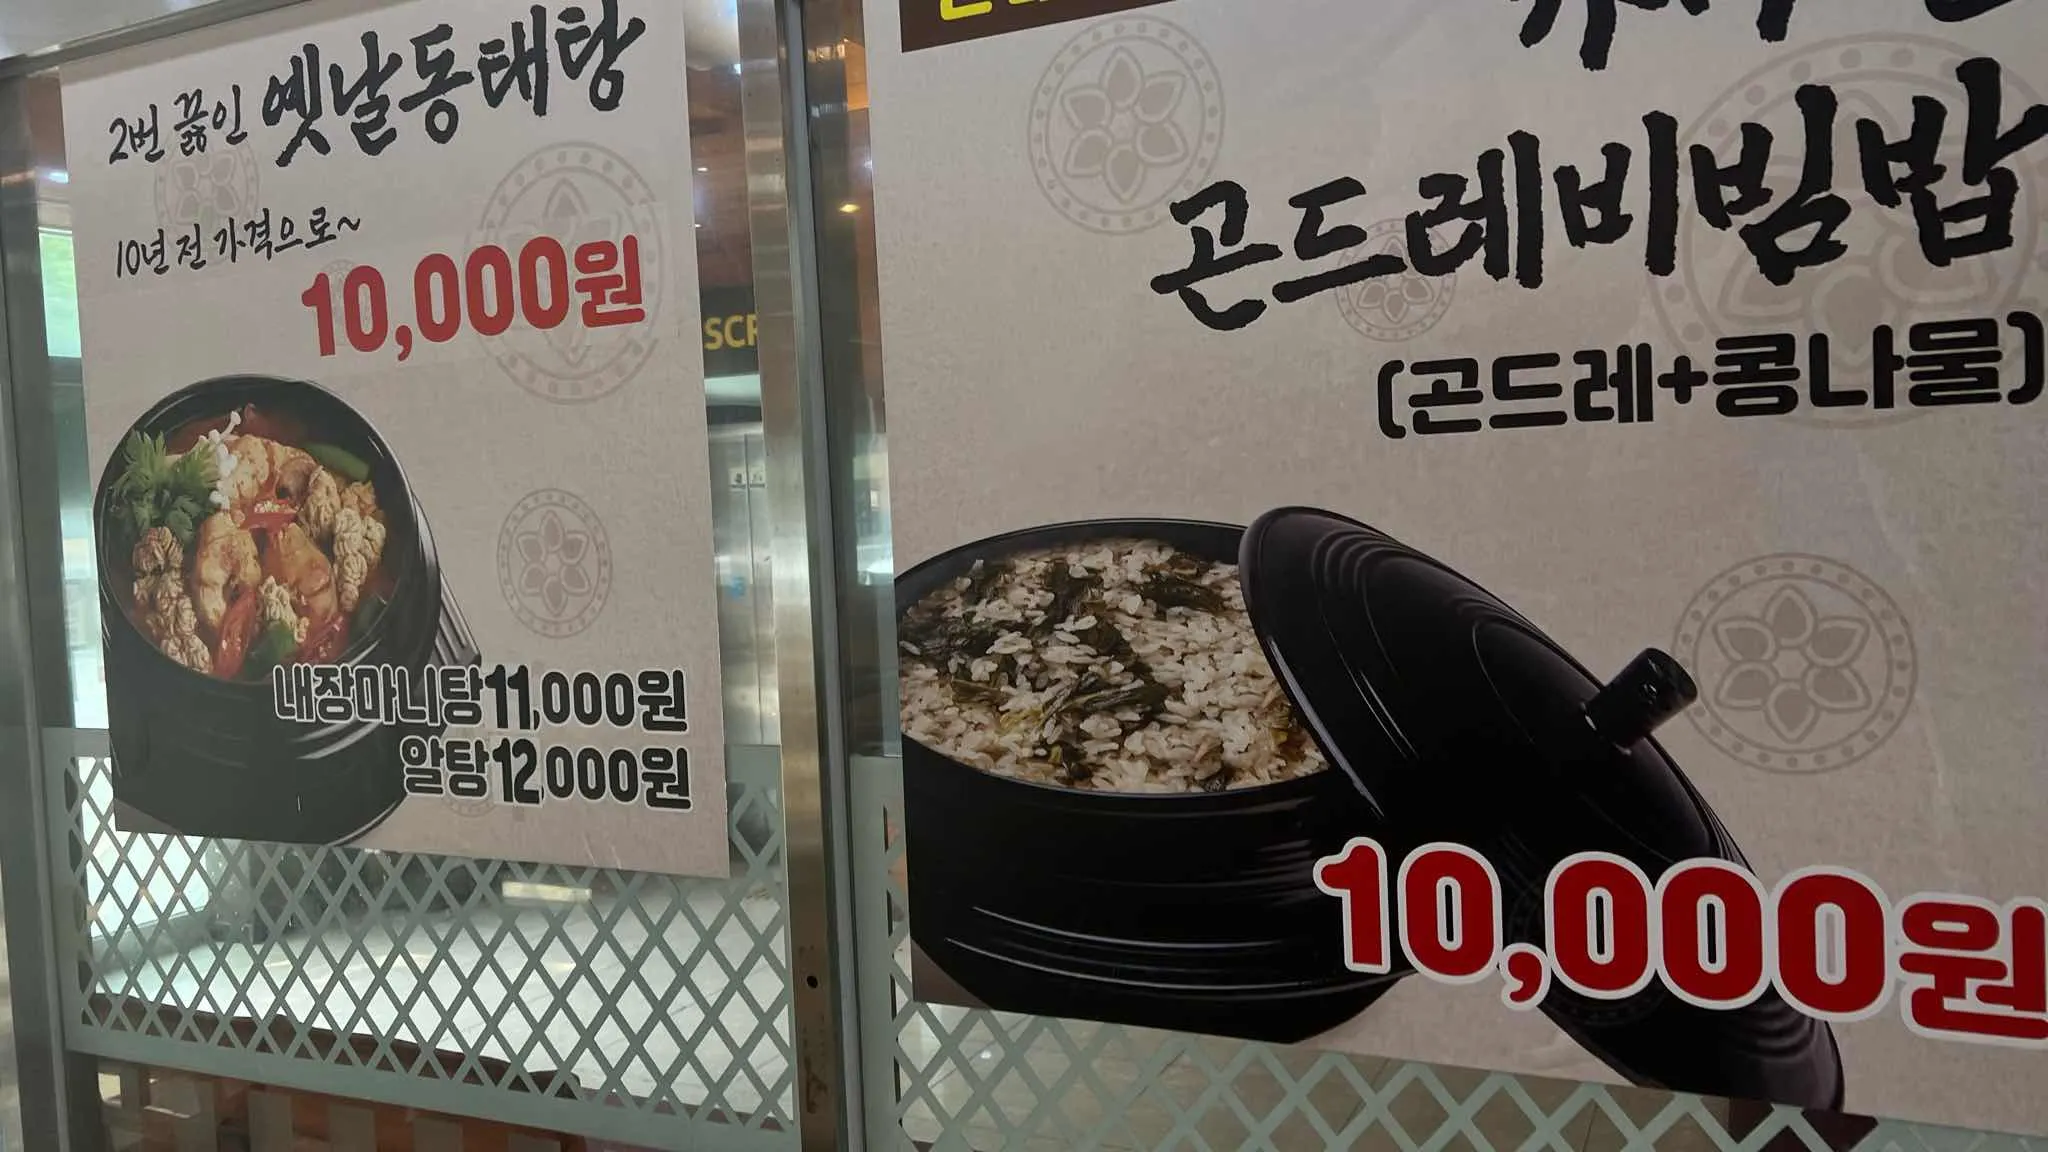 2번 끓인 옛날동태탕
10년 전 가격으로~
10,000원
내장마니탕 11,000원
알탕 12,000원
SCR
곤드레비빔밥
(곤드레+콩나물)
10,000원